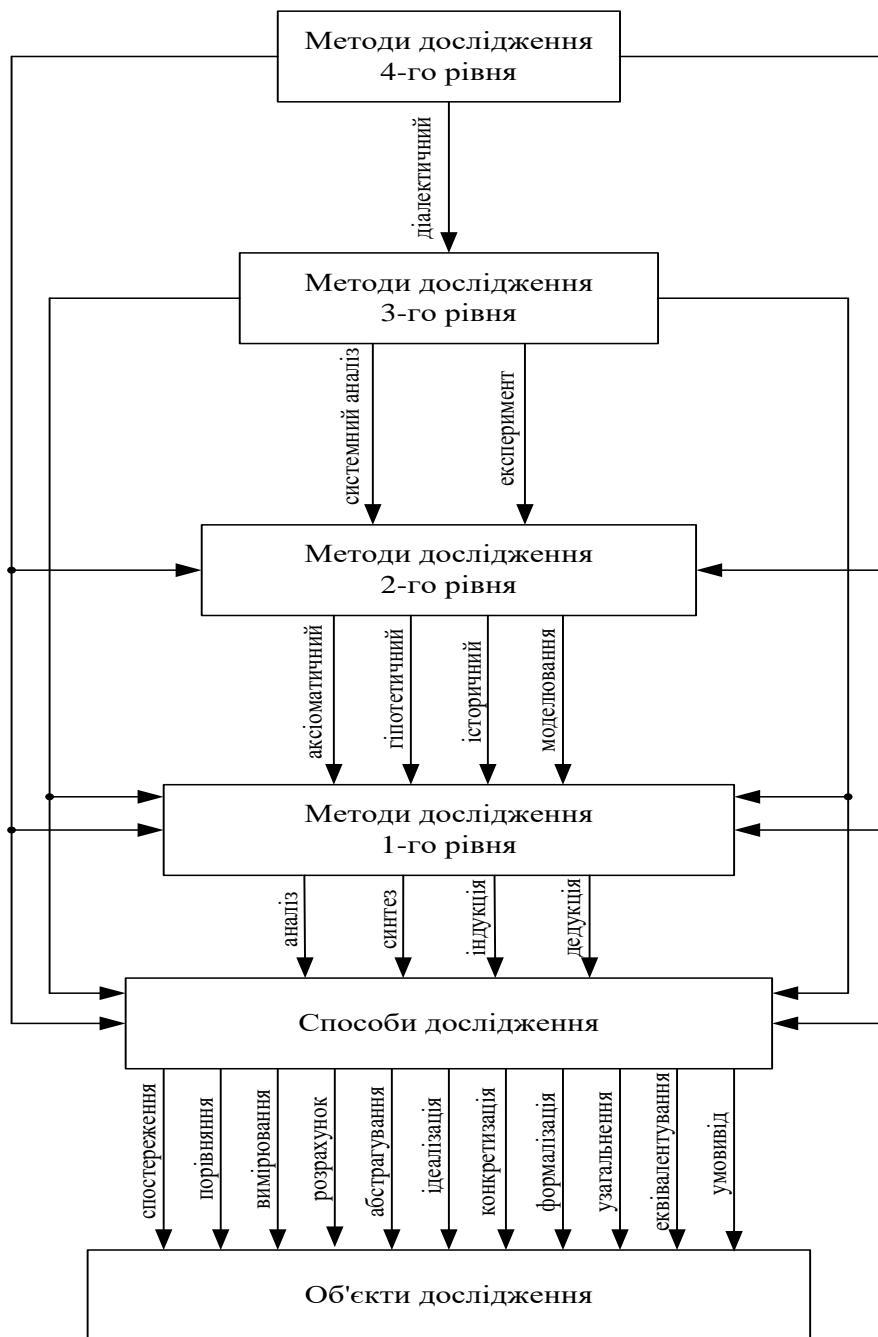 Методи дослідження
4-го рівня
діалектичний
Методи дослідження
3-го рівня
системний аналіз
експеримент
Методи дослідження
2-го рівня
аксіоматичний
гіпотетичний
історичний
моделювання
Методи дослідження
1-го рівня
аналіз
синтез
індукція
дедукція
Способи дослідження
спостереження
порівняння
вимірювання
розрахунок
абстрагування
ідеалізація
конкретизація
формалізація
узагальнення
еквівалентування
умовивід
Об'єкти дослідження